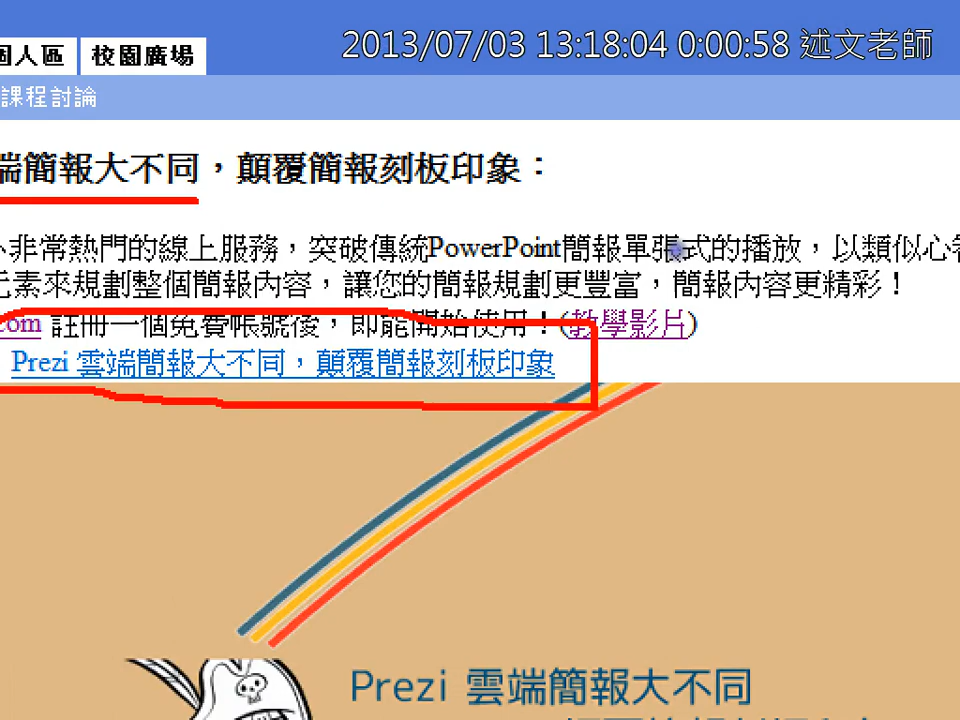 2013/07/03 13:18:04 0:00:58 述文老師
個人區 校園廣場
課程討論
端簡報大不同，顛覆簡報刻板印象：
非常熱門的線上服務，突破傳統PowerPoint簡報單張式的播放，以類似心智
元素來規劃整個簡報內容，讓您的簡報規劃更豐富，簡報內容更精彩！
com 註冊一個免費帳號後，即能開始使用！(教學影片)
Prezi 雲端簡報大不同，顛覆簡報刻板印象
Prezi 雲端簡報大不同